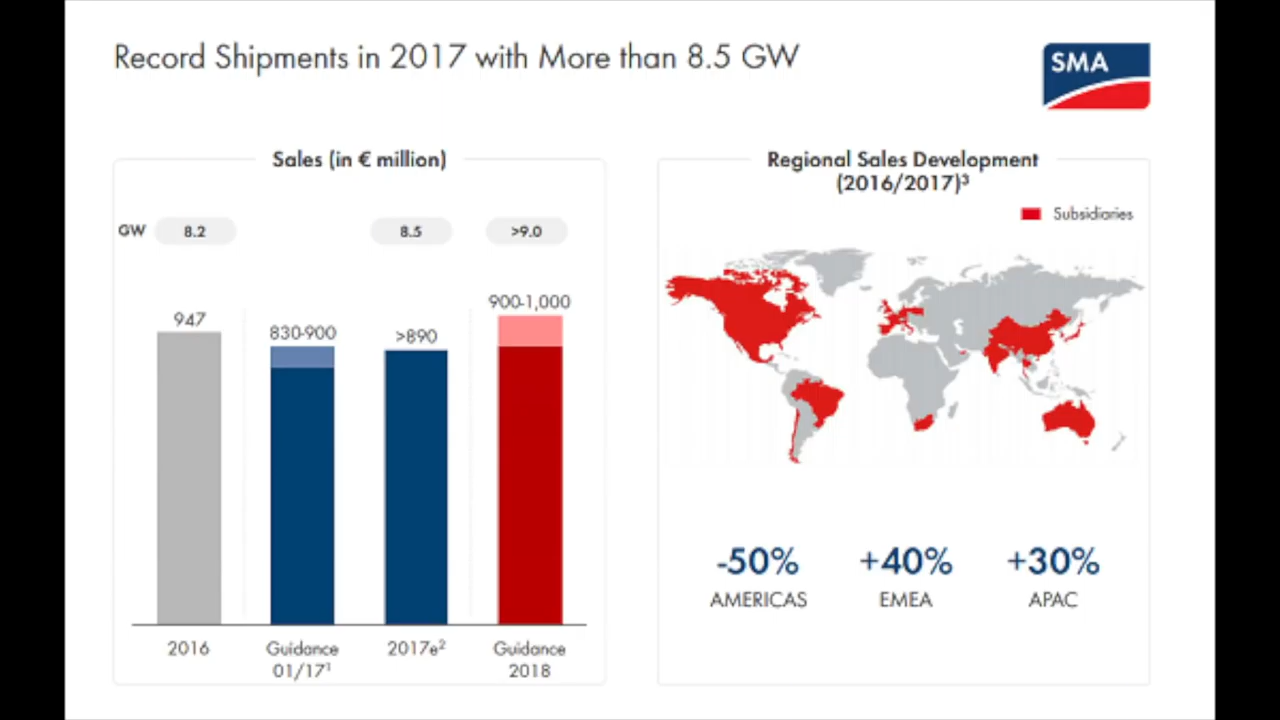 Record Shipments in 2017 with More than 8.5 GW
SMA
Sales (in € million)
GW 8.2 8.5 >9.0
947
830-900
>890
900-1,000
2016
Guidance
01/17¹
2017e²
Guidance
2018
Regional Sales Development
(2016/2017)³
Subsidiaries
-50% +40% +30%
AMERICAS EMEA APAC